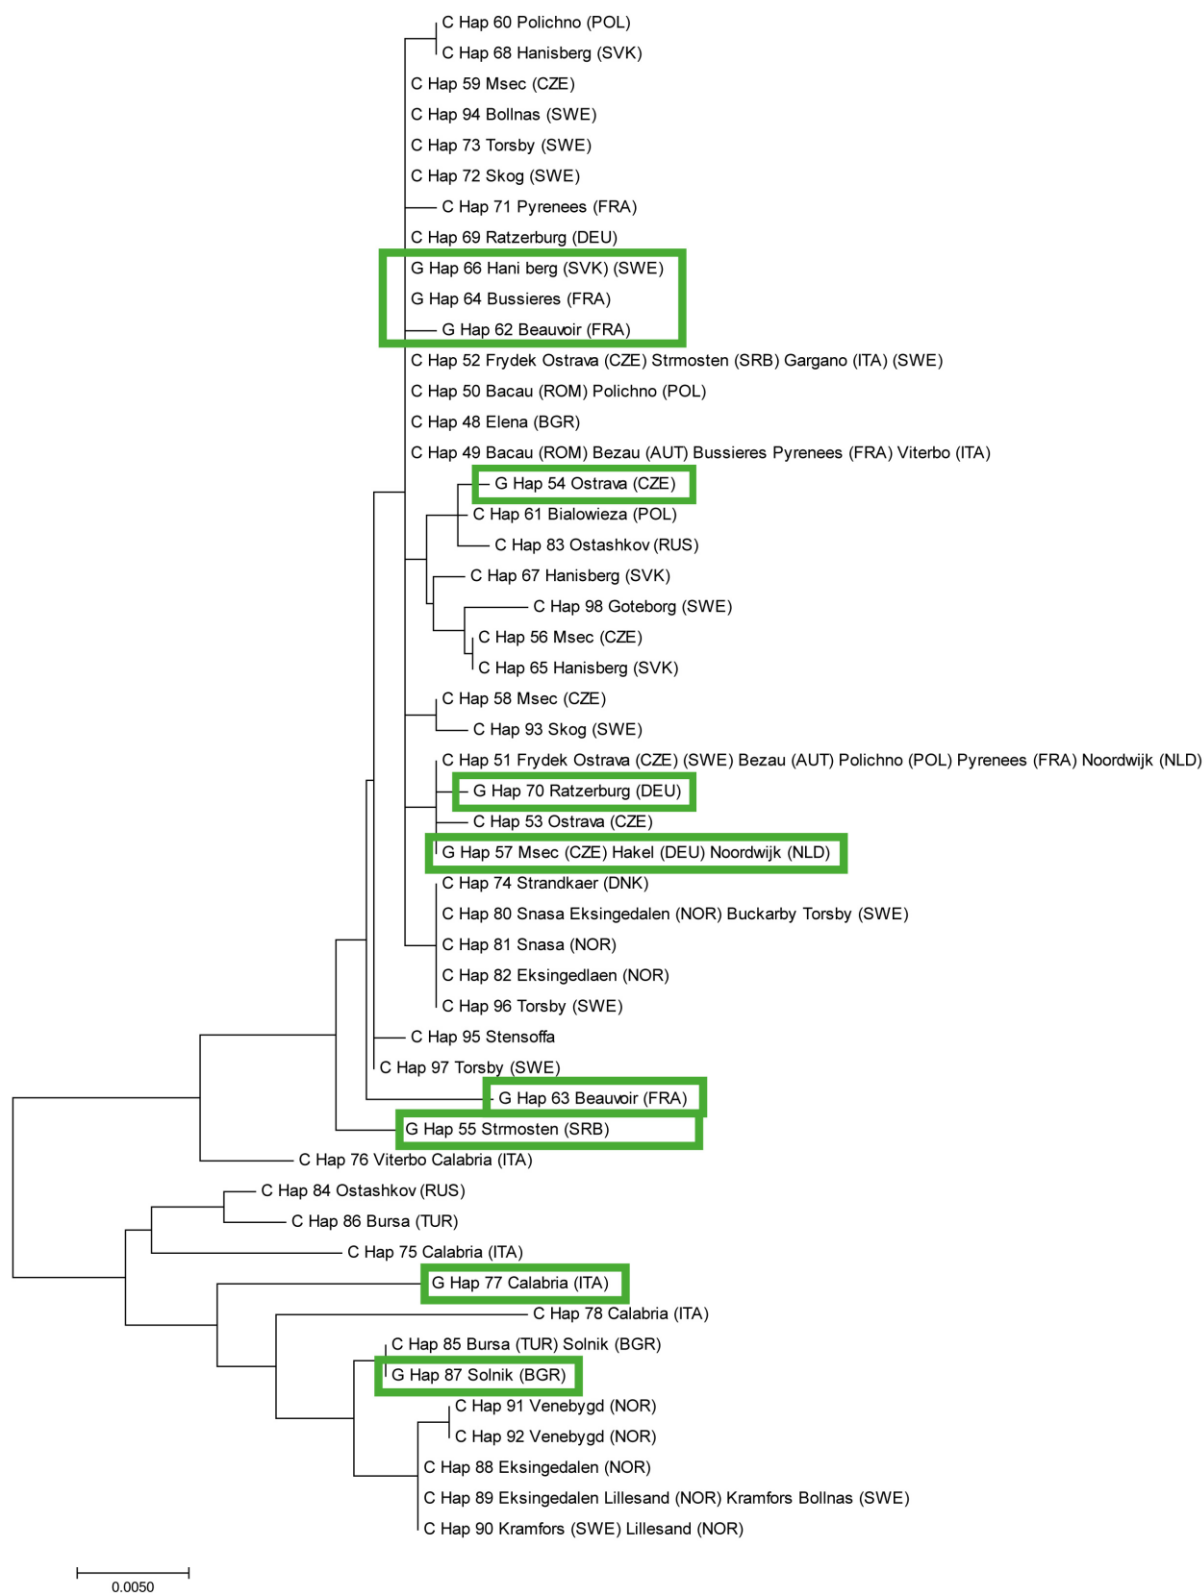 C Hap 60 Polichno (POL)
C Hap 68 Hanisberg (SVK)
C Hap 59 Msec (CZE)
C Hap 94 Bollnas (SWE)
C Hap 73 Torsby (SWE)
C Hap 72 Skog (SWE)
C Hap 71 Pyrenees (FRA)
C Hap 69 Ratzerburg (DEU)
G Hap 66 Hani berg (SVK) (SWE)
G Hap 64 Bussieres (FRA)
G Hap 62 Beauvoir (FRA)
C Hap 52 Frydek Ostrava (CZE) Strmosten (SRB) Gargano (ITA) (SWE)
C Hap 50 Bacau (ROM) Polichno (POL)
C Hap 48 Elena (BGR)
C Hap 49 Bacau (ROM) Bezau (AUT) Bussieres Pyrenees (FRA) Viterbo (ITA)
G Hap 54 Ostrava (CZE)
C Hap 61 Bialowieza (POL)
C Hap 83 Ostashkov (RUS)
C Hap 67 Hanisberg (SVK)
C Hap 98 Goteborg (SWE)
C Hap 56 Msec (CZE)
C Hap 65 Hanisberg (SVK)
C Hap 58 Msec (CZE)
C Hap 93 Skog (SWE)
C Hap 51 Frydek Ostrava (CZE) (SWE) Bezau (AUT) Polichno (POL) Pyrenees (FRA) Noordwijk (NLD)
G Hap 70 Ratzerburg (DEU)
C Hap 53 Ostrava (CZE)
G Hap 57 Msec (CZE) Hakel (DEU) Noordwijk (NLD)
C Hap 74 Strandkaer (DNK)
C Hap 80 Snasa Eksingedalen (NOR) Buckarby Torsby (SWE)
C Hap 81 Snasa (NOR)
C Hap 82 Eksingedlaen (NOR)
C Hap 96 Torsby (SWE)
C Hap 95 Stensoffa
C Hap 97 Torsby (SWE)
G Hap 63 Beauvoir (FRA)
G Hap 55 Strmosten (SRB)
C Hap 76 Viterbo Calabria (ITA)
C Hap 84 Ostashkov (RUS)
C Hap 86 Bursa (TUR)
C Hap 75 Calabria (ITA)
G Hap 77 Calabria (ITA)
C Hap 78 Calabria (ITA)
C Hap 85 Bursa (TUR) Solnik (BGR)
G Hap 87 Solnik (BGR)
C Hap 91 Venebygd (NOR)
C Hap 92 Venebygd (NOR)
C Hap 88 Eksingedalen (NOR)
C Hap 89 Eksingedalen Lillesand (NOR) Kramfors Bollnas (SWE)
C Hap 90 Kramfors (SWE) Lillesand (NOR)
0.0050